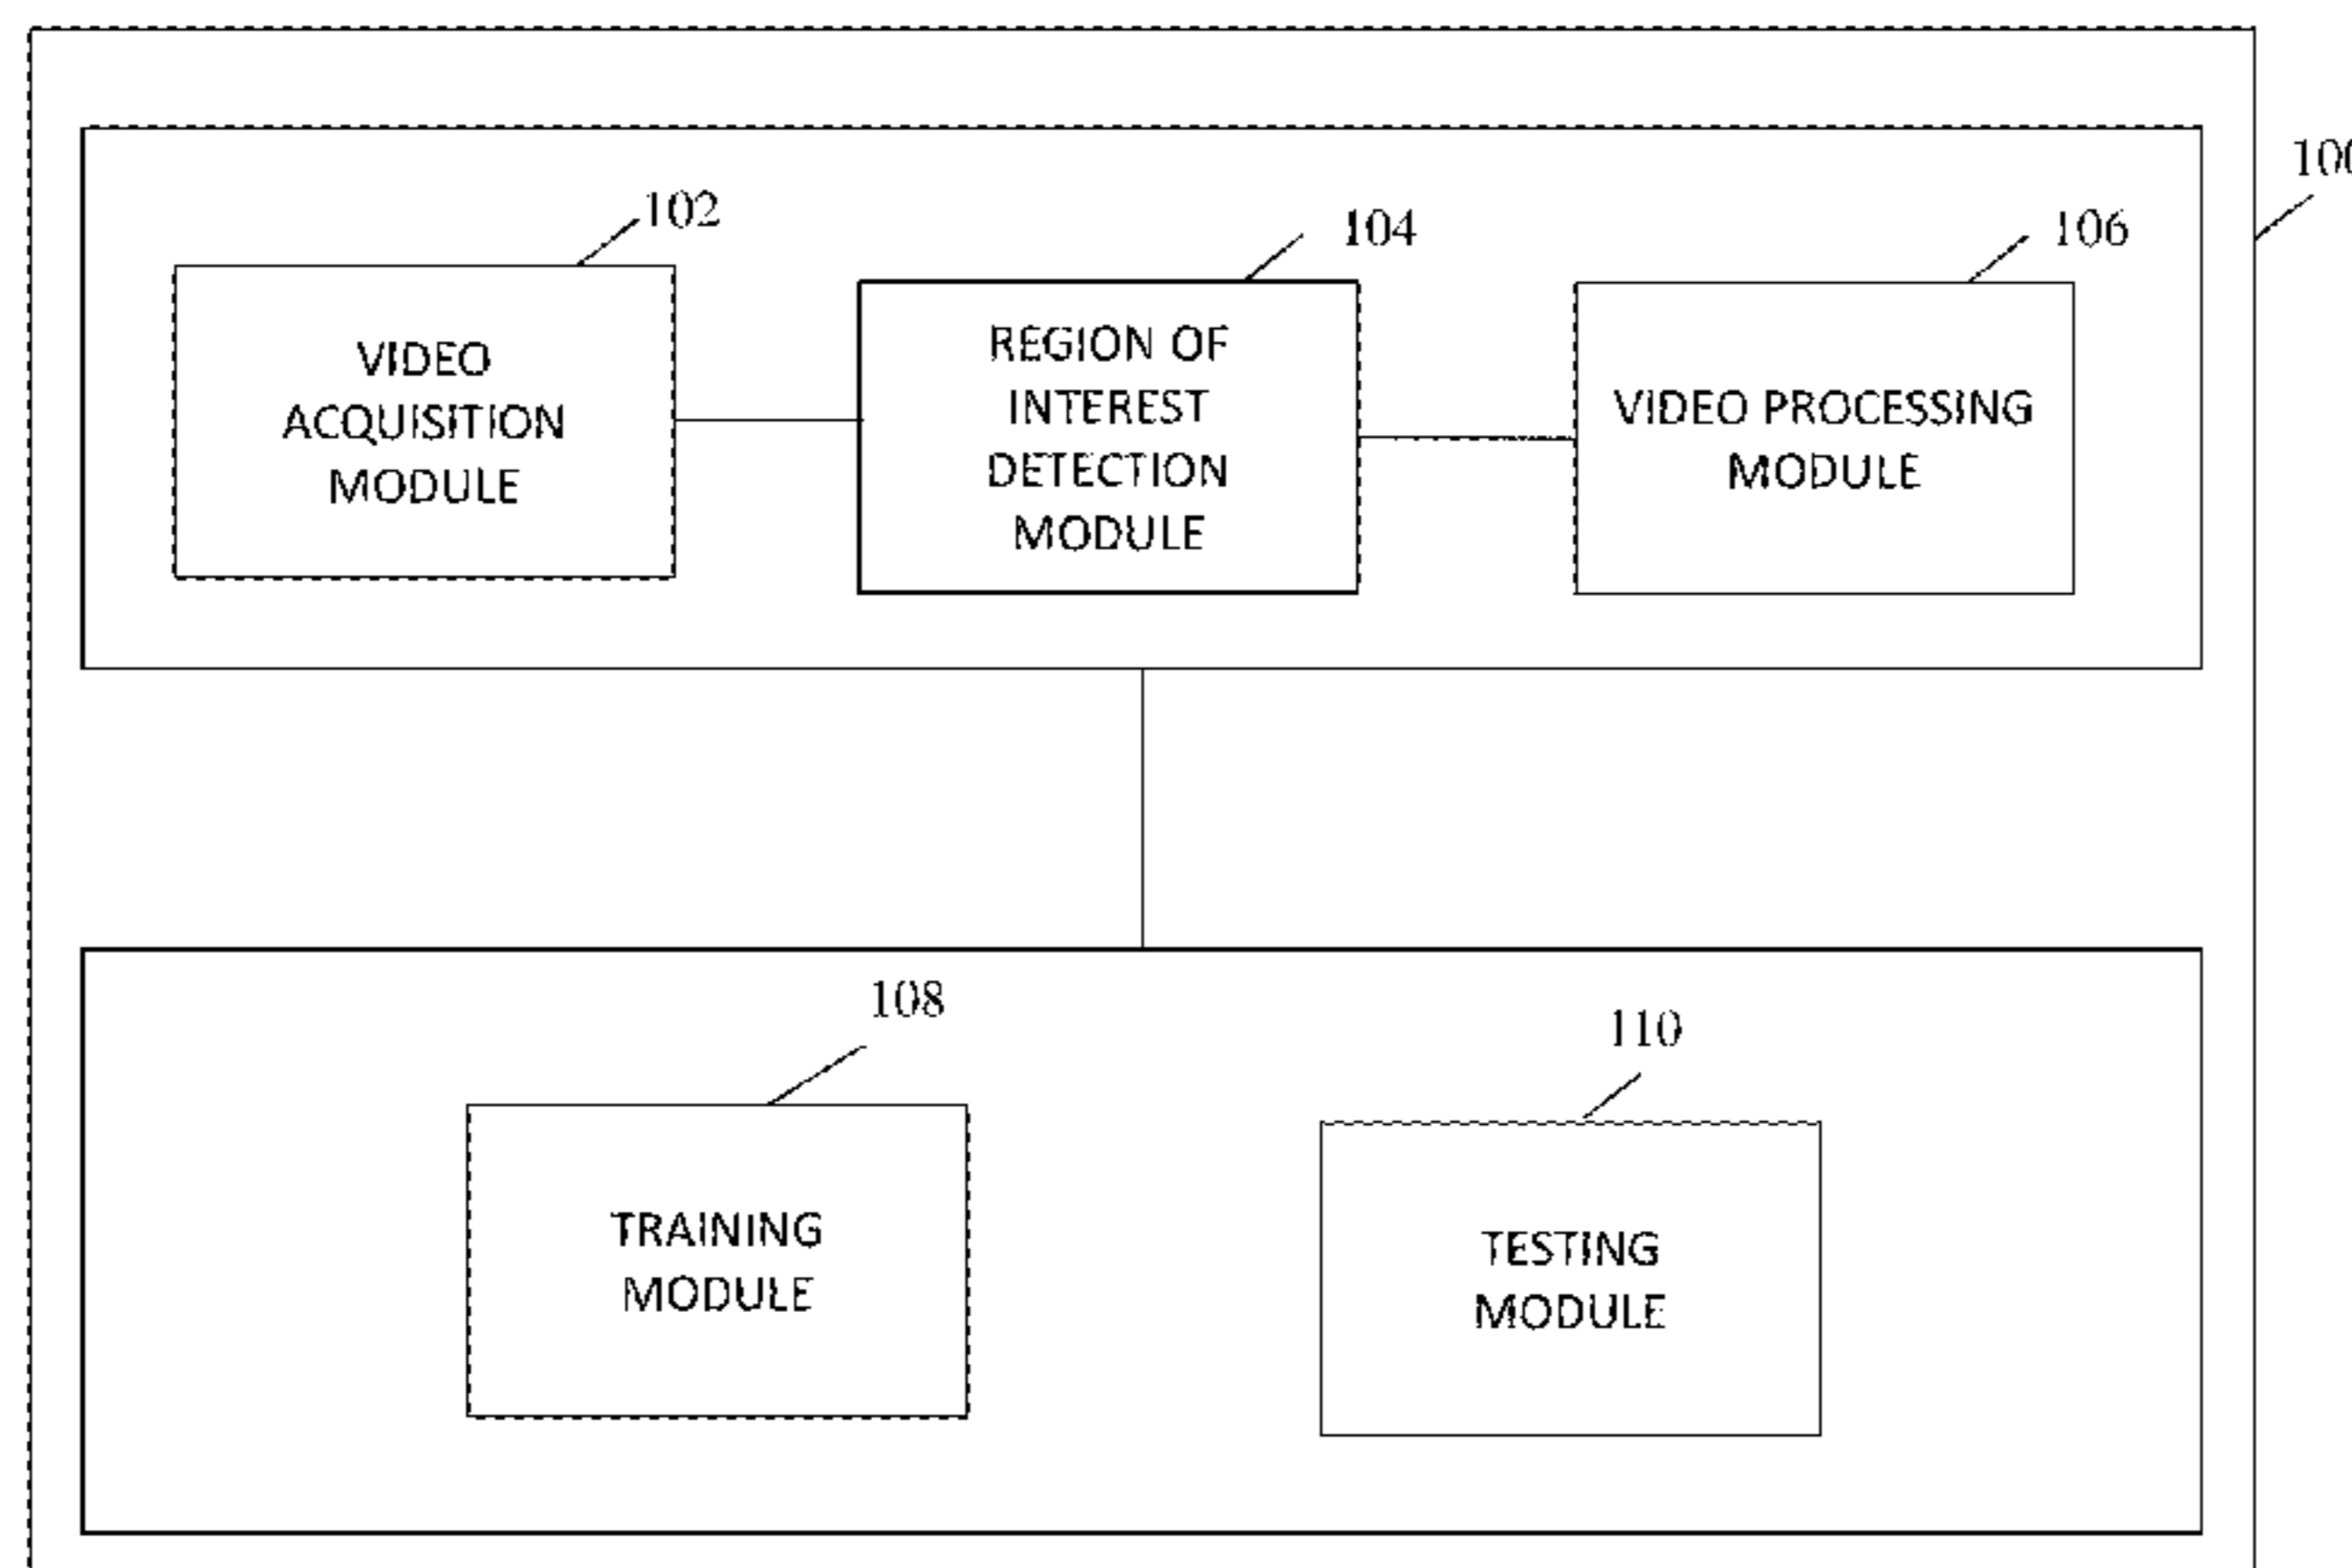 100
102
104
106
VIDEO
ACQUISITION
MODULE
REGION OF
INTEREST
DETECTION
MODULE
VIDEO PROCESSING
MODULE
108
110
TRAINING
MODULE
TESTING
MODULE